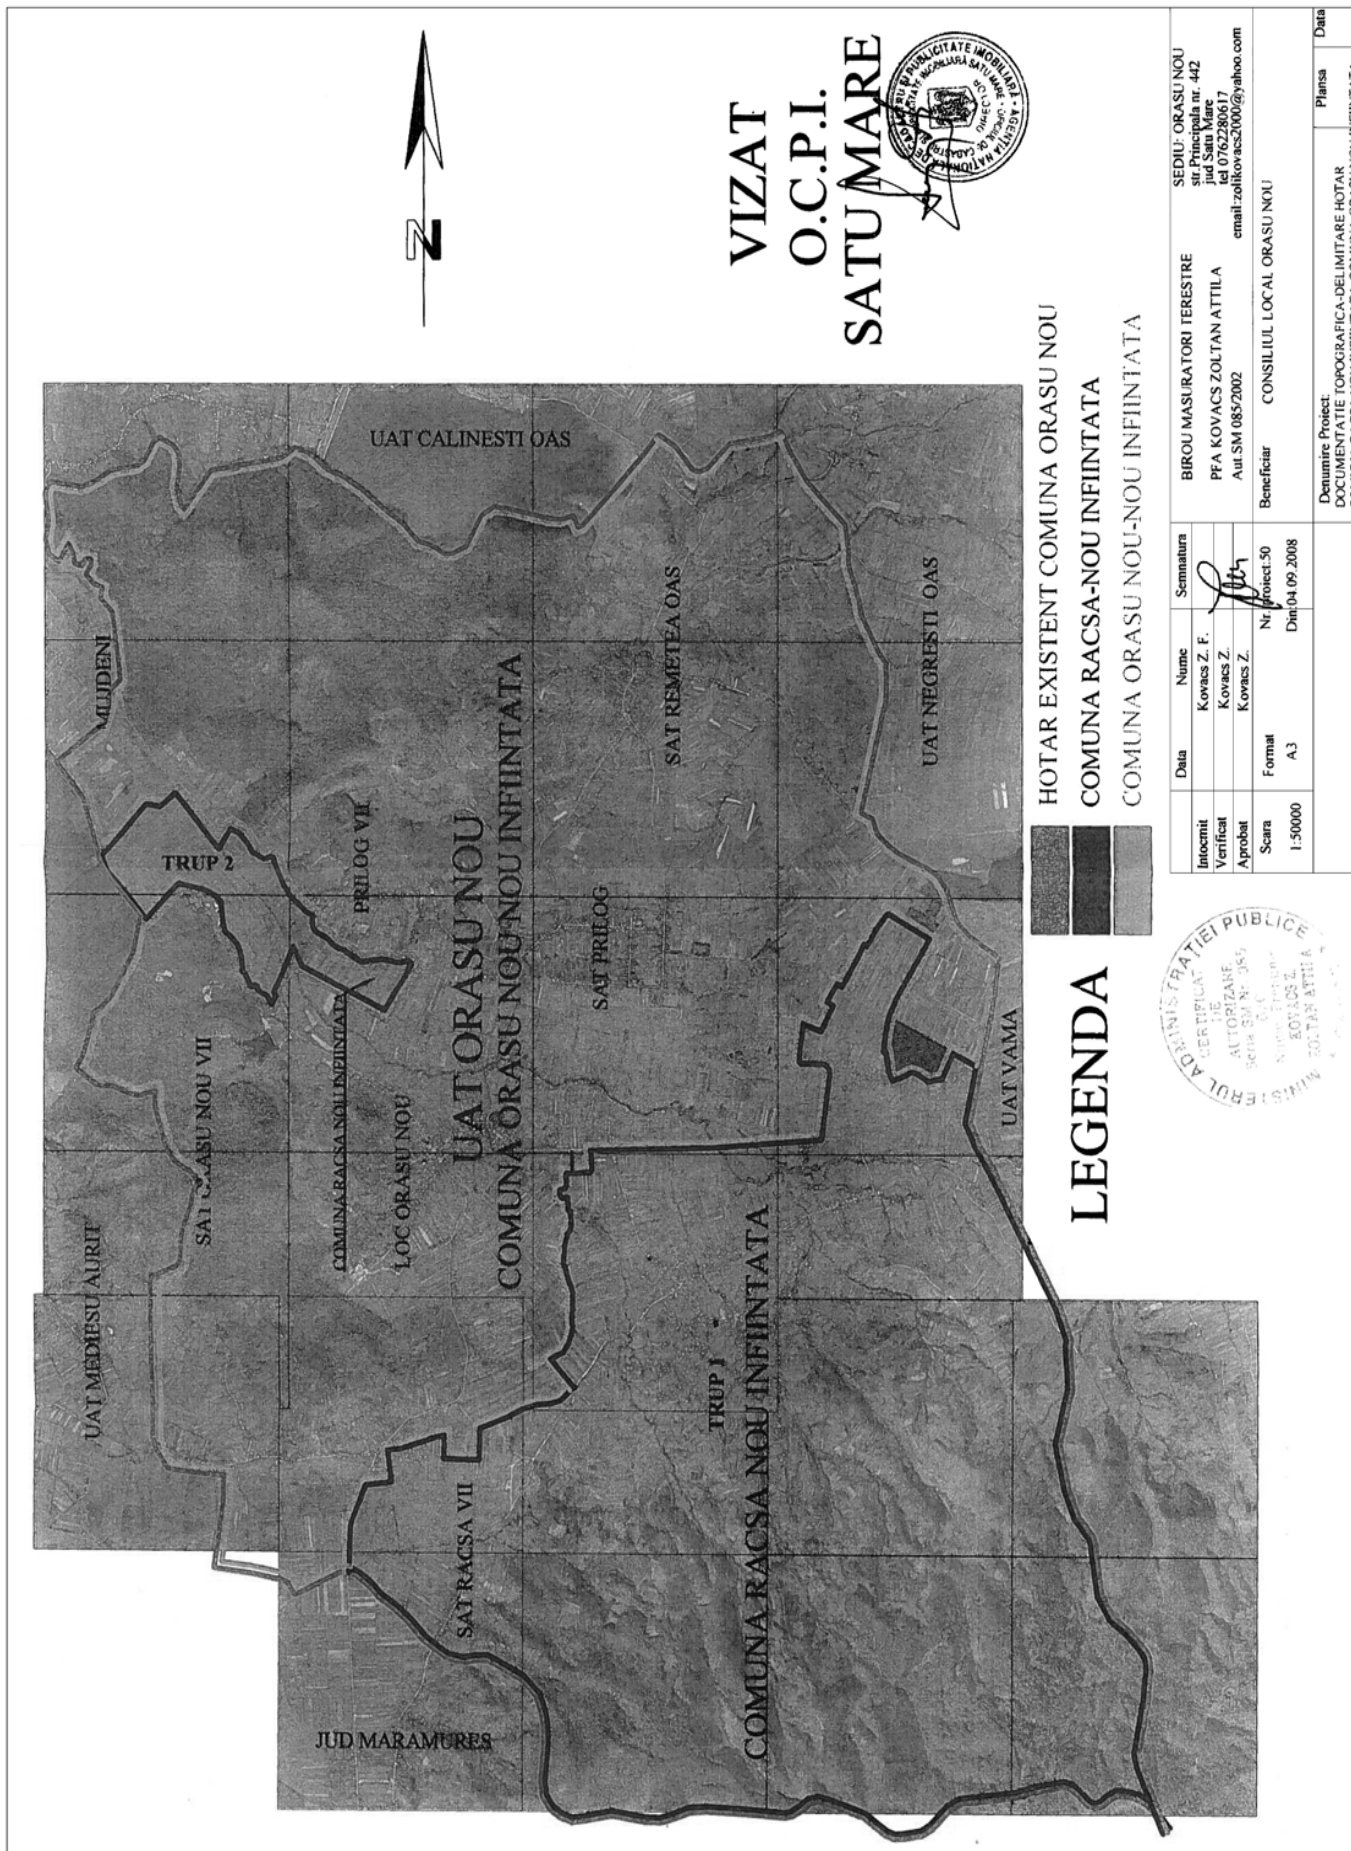 UAT CALINESTI OAS
MUJDENI
TRUP 2
PRILOG VII
UAT ORASU NOU
COMUNA ORASU NOU-NOU INFIINTATA
SAT REMETEA OAS
UAT NEGRESTI OAS
SAT PRILOG
SAT ORASU NOU VII
COMUNA RACSA NOU INFIINTATA
LOC ORASU NOU
UAT MEDIESU AURIT
UAT VAMA
TRUP 1
COMUNA RACSA NOU INFIINTATA
SAT RACSA VII
JUD MARAMURES
VIZAT
O.C.P.I.
SATU MARE
LEGENDA
HOTAR EXISTENT COMUNA ORASU NOU
COMUNA RACSA-NOU INFIINTATA
COMUNA ORASU NOU-NOU INFIINTATA
MINISTERUL ADMINISTRATIEI PUBLICE
CERTIFICAT
DE
AUTORIZARE
KOVACS Z.
ZOLTAN ATTILA
Data Nume Semnatura
Intocmit Kovacs Z. F.
Verificat Kovacs Z.
Aprobat Kovacs Z.
Scara Format Nr. proiect:50
1:50000 A3 Din:04.09.2008
BIROU MASURATORI TERESTRE
PFA KOVACS ZOLTAN ATTILA
Aut.SM 085/2002
SEDIU: ORASU NOU
str.Principala nr. 442
jud Satu Mare
tel 0762280617
email:zolikovacs2000@yahoo.com
Beneficiar CONSILIUL LOCAL ORASU NOU
Denumire Proiect:
DOCUMENTATIE TOPOGRAFICA-DELIMITARE HOTAR
Plansa
Data